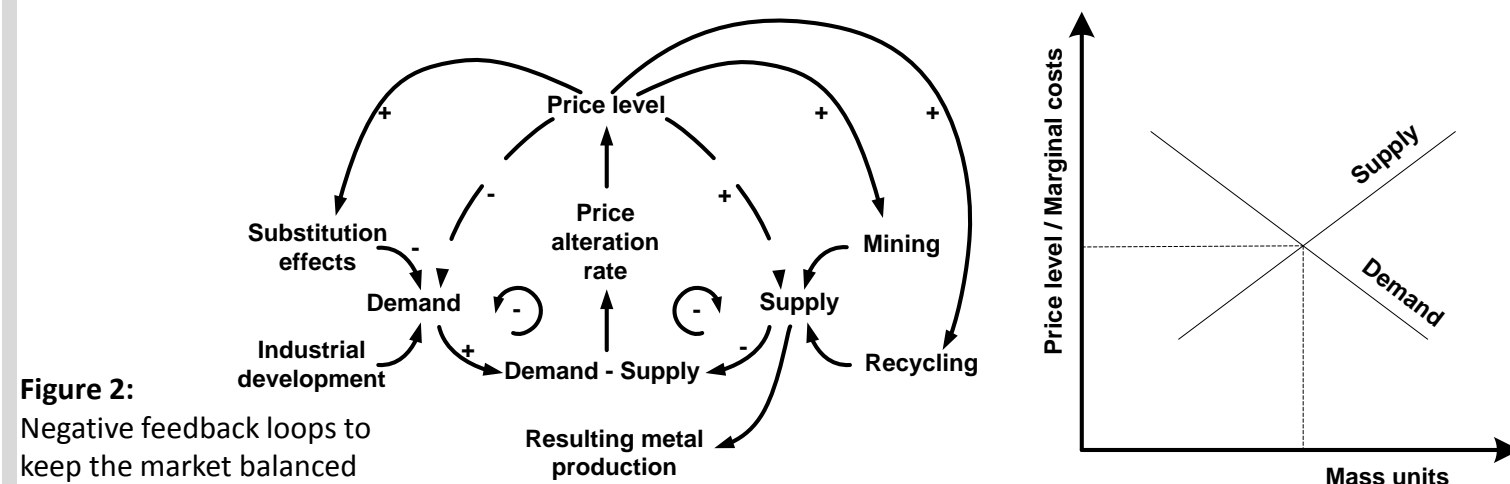 Price level
+
+
+
-
+
Price
alteration
rate
Substitution
effects
-
Mining
Demand
-
-
Supply
Industrial
development
+
-
Demand - Supply
Recycling
Resulting metal
production
Figure 2:
Negative feedback loops to
keep the market balanced
Price level / Marginal costs
Supply
Demand
Mass units